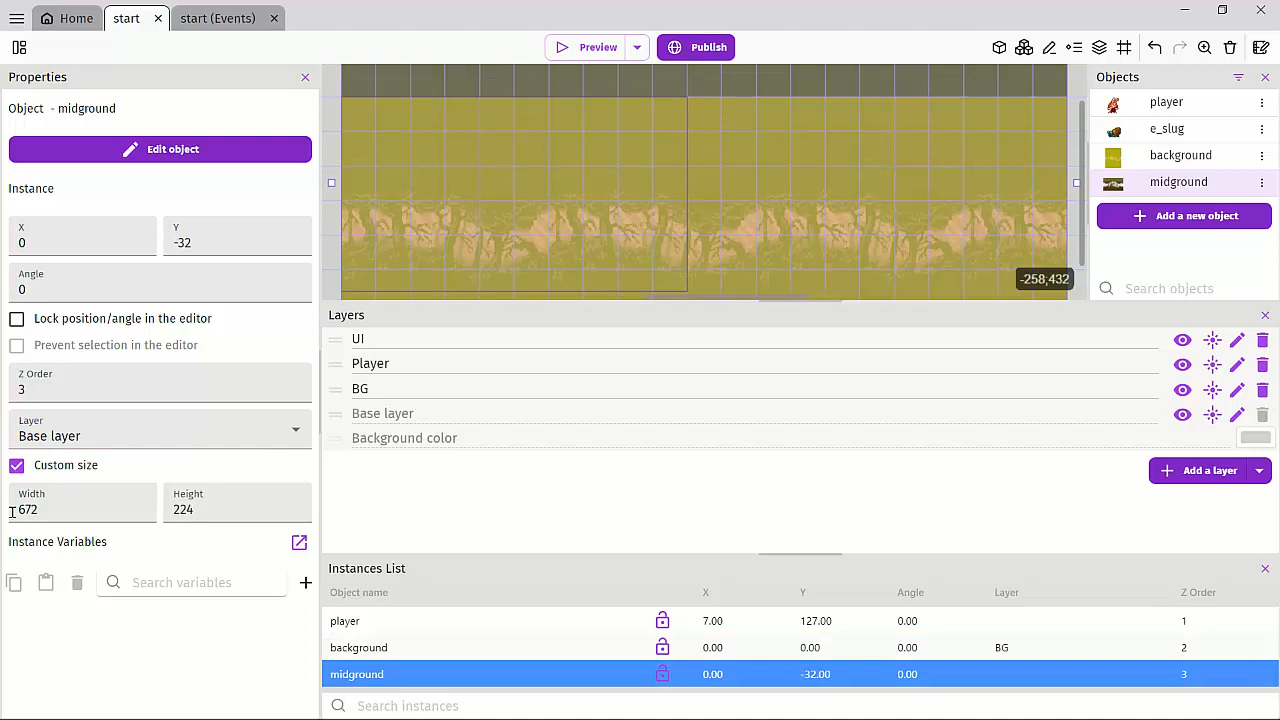 Home
start
start (Events)
Preview
Publish
Properties
Object - midground
Edit object
Instance
X
0
Y
-32
Angle
0
Lock position/angle in the editor
Prevent selection in the editor
Z Order
3
Layer
Base layer
Custom size
Width
672
Height
224
Instance Variables
Search variables
-258;432
Objects
player
e_slug
background
midground
Add a new object
Search objects
Layers
UI
Player
BG
Base layer
Background color
Add a layer
Instances List
Object name X Y Angle Layer Z Order
player 7.00 127.00 0.00 1
background 0.00 0.00 0.00 BG 2
midground 0.00 -32.00 0.00 3
Search instances